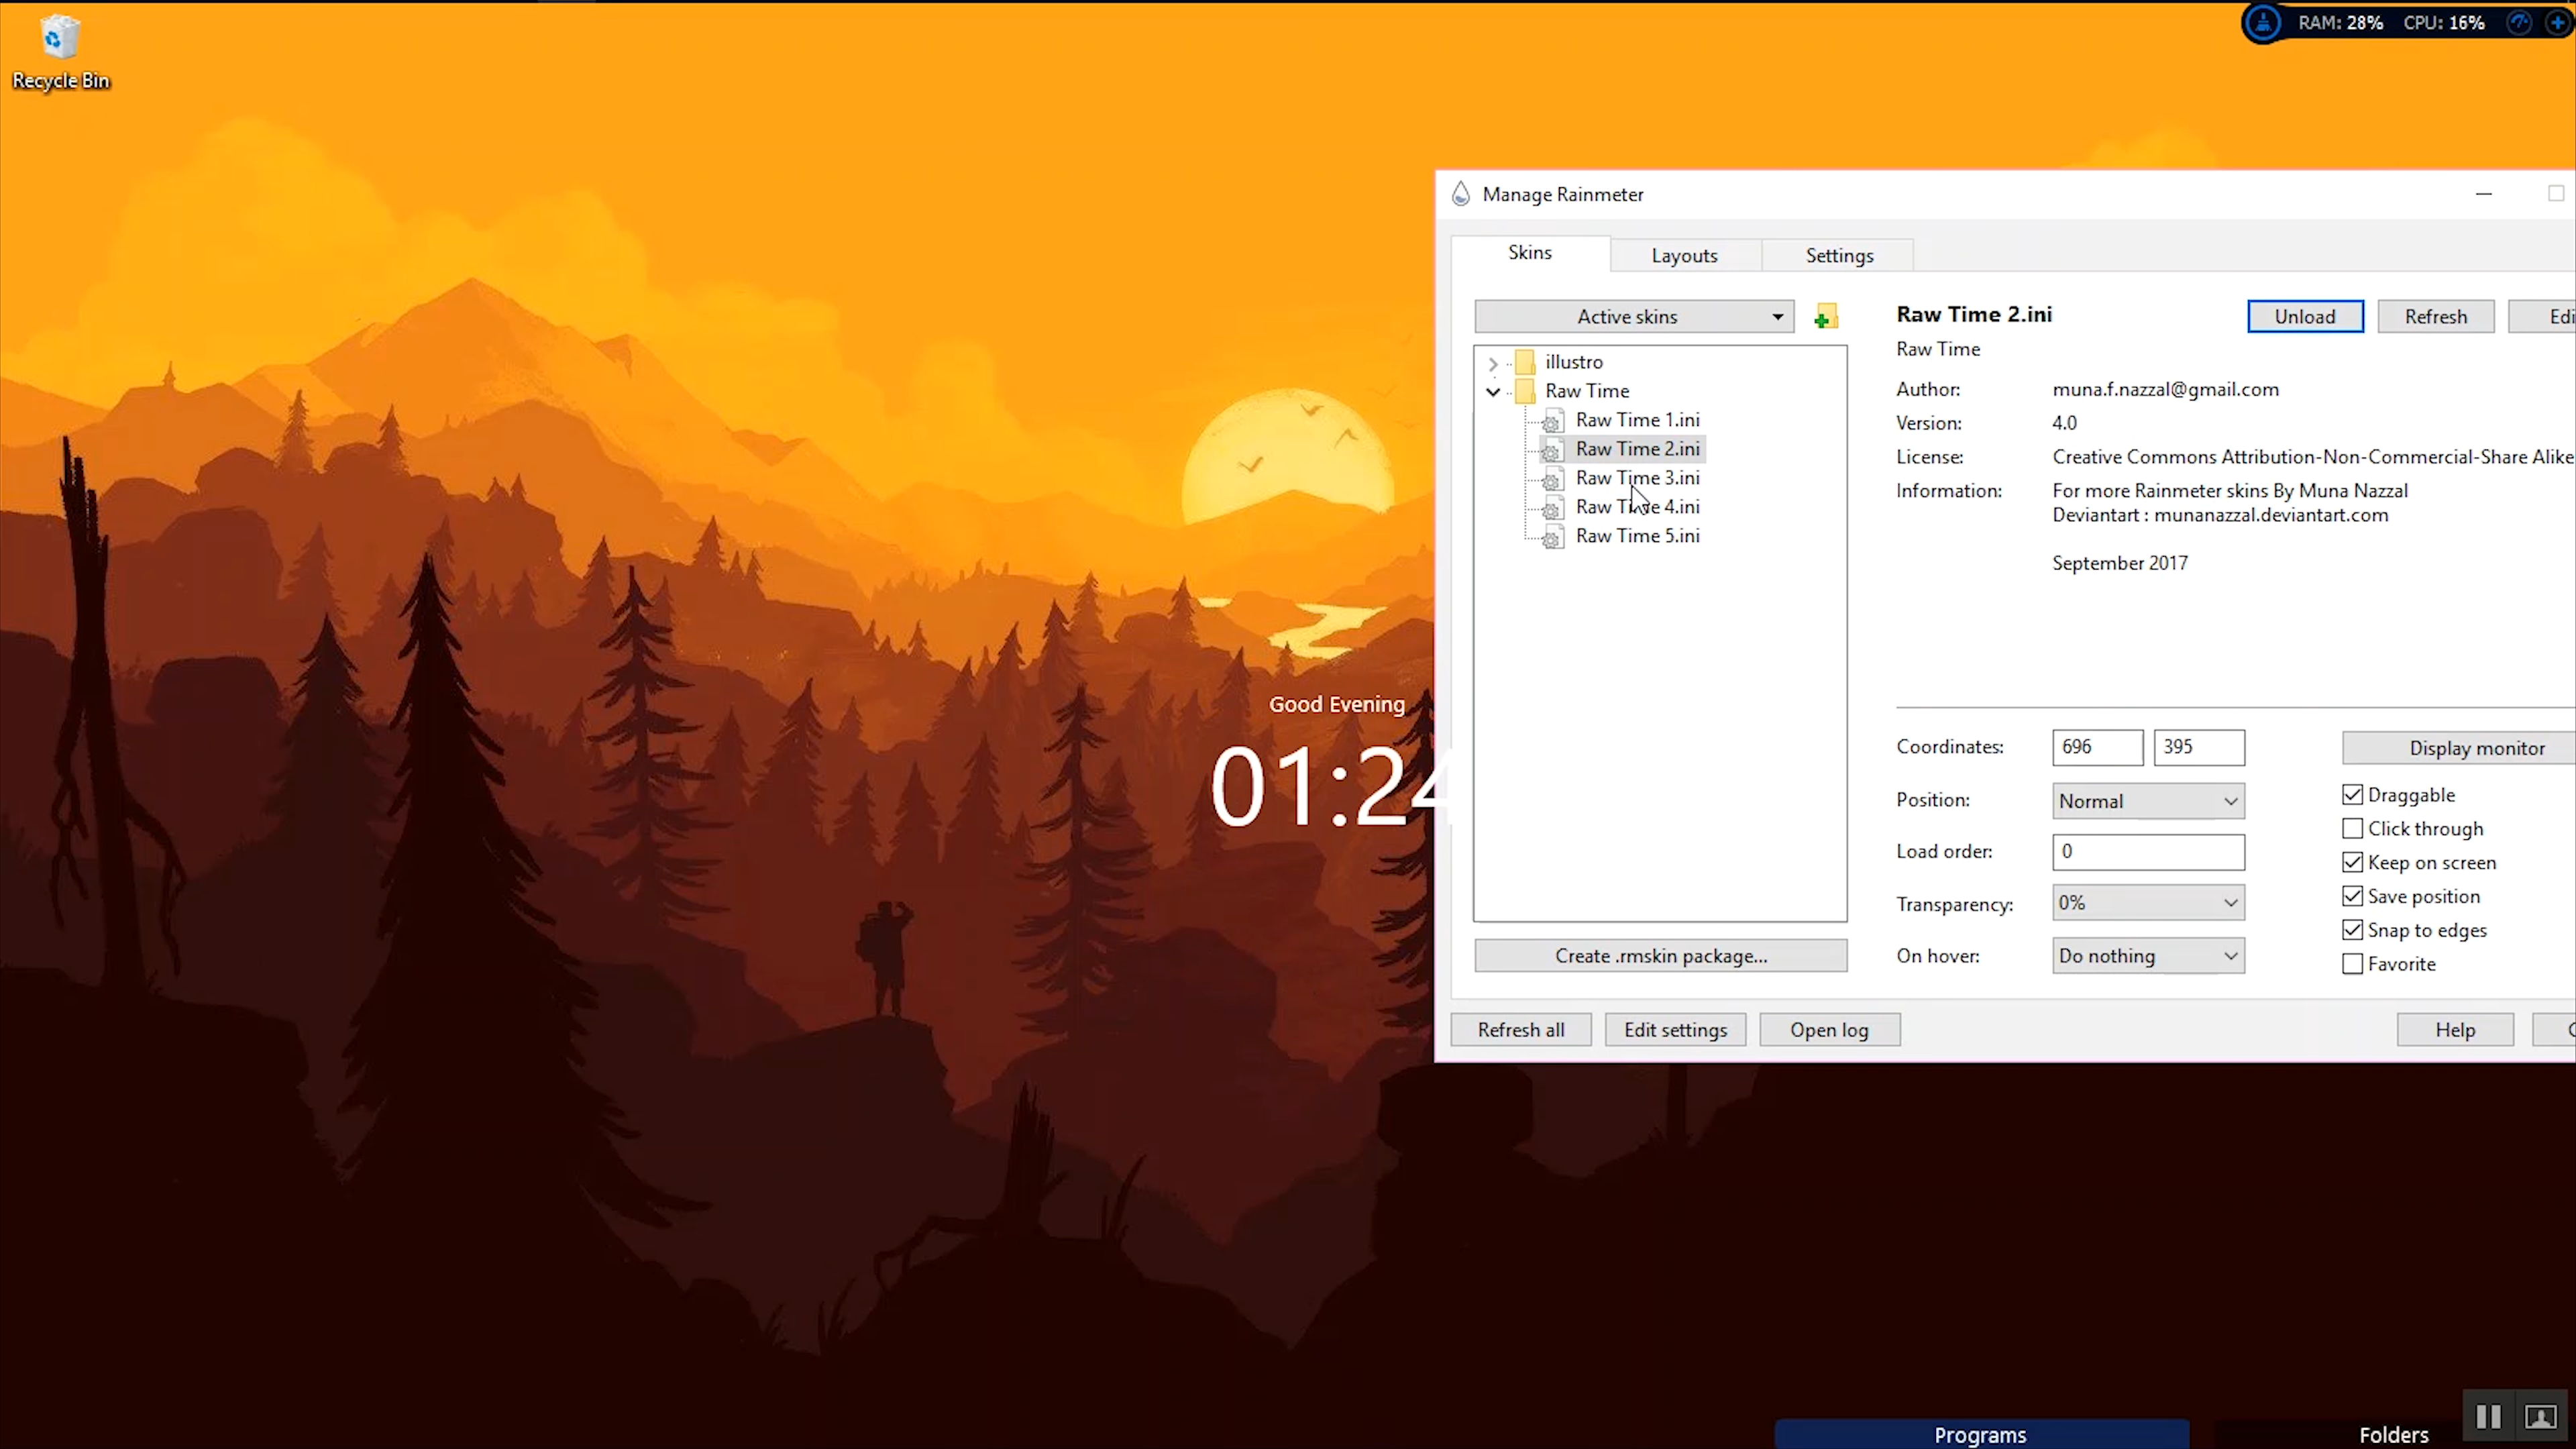 Recycle Bin
RAM: 28% CPU: 16%
Manage Rainmeter
Skins
Layouts
Settings
Active skins
illustro
Raw Time
Raw Time 1.ini
Raw Time 2.ini
Raw Time 3.ini
Raw Time 4.ini
Raw Time 5.ini
Create .rmskin package...
Raw Time 2.ini
Unload
Refresh
Edi
Raw Time
Author: muna.f.nazzal@gmail.com
Version: 4.0
License: Creative Commons Attribution-Non-Commercial-Share Alike
Information: For more Rainmeter skins By Muna Nazzal
Deviantart : munanazzal.deviantart.com
September 2017
Coordinates: 696 395
Display monitor
Position: Normal
Load order: 0
Transparency: 0%
On hover: Do nothing
Draggable
Click through
Keep on screen
Save position
Snap to edges
Favorite
Refresh all
Edit settings
Open log
Help
Good Evening
01:24
Programs
Folders